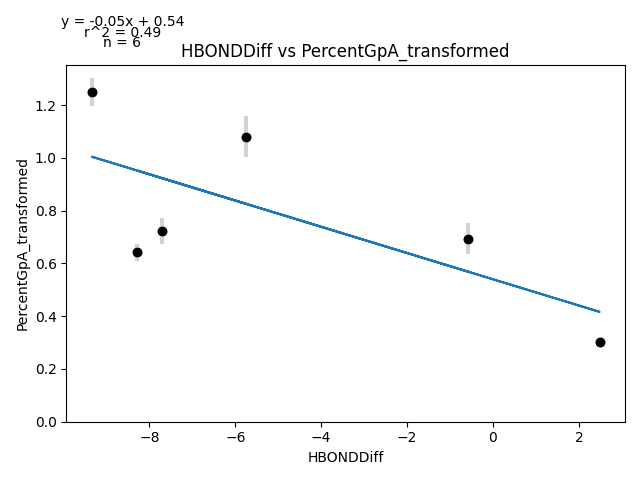 y = -0.05x + 0.54
r^2 = 0.49
n = 6
HBONDDiff vs PercentGpA_transformed
PercentGpA_transformed
1.2
1.0
0.8
0.6
0.4
0.2
0.0
−8
−6
−4
−2
0
2
HBONDDiff